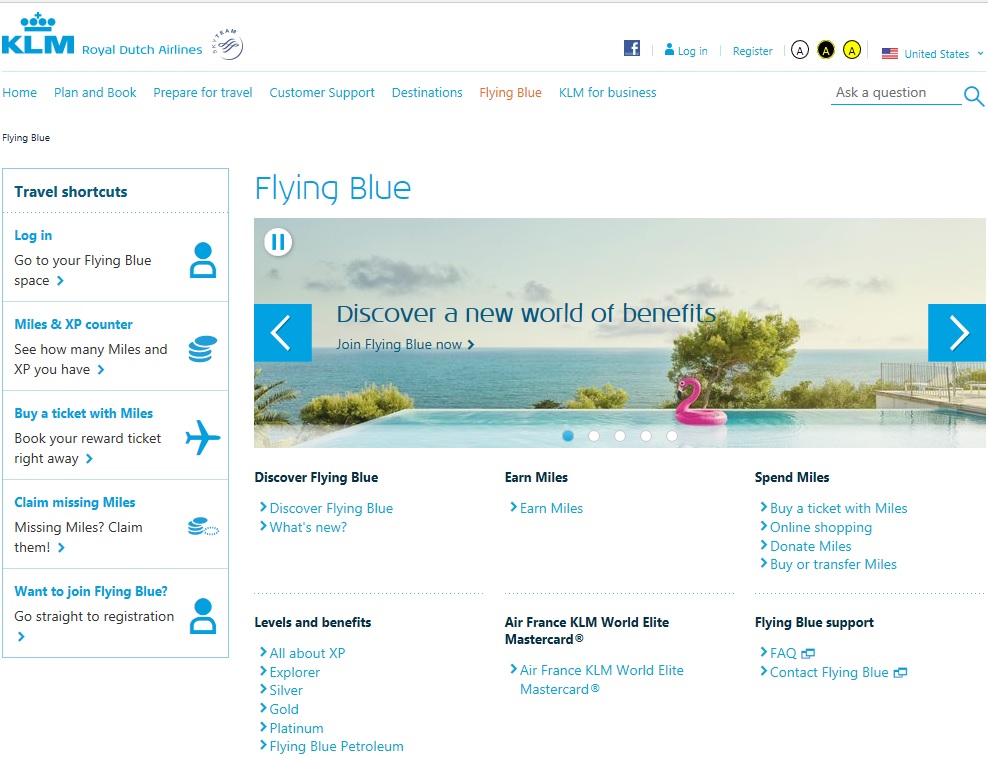 KLM Royal Dutch Airlines SKYTEAM
Log in Register A A A United States
Home Plan and Book Prepare for travel Customer Support Destinations Flying Blue KLM for business Ask a question
Flying Blue
Travel shortcuts
Log in
Go to your Flying Blue
space
Miles & XP counter
See how many Miles and
XP you have
Buy a ticket with Miles
Book your reward ticket
right away
Claim missing Miles
Missing Miles? Claim
them!
Want to join Flying Blue?
Go straight to registration
Flying Blue
Discover a new world of benefits
Join Flying Blue now
Discover Flying Blue
Discover Flying Blue
What's new?
Earn Miles
Earn Miles
Spend Miles
Buy a ticket with Miles
Online shopping
Donate Miles
Buy or transfer Miles
Levels and benefits
All about XP
Explorer
Silver
Gold
Platinum
Flying Blue Petroleum
Air France KLM World Elite
Mastercard®
Air France KLM World Elite
Mastercard®
Flying Blue support
FAQ
Contact Flying Blue